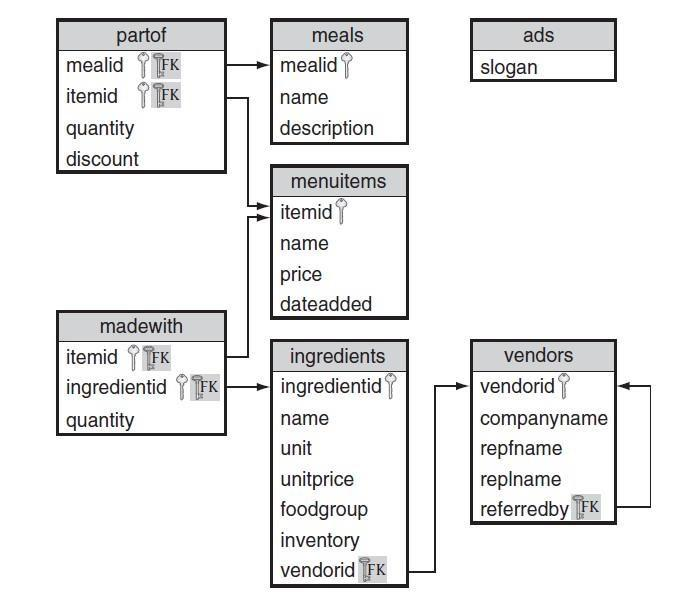 partof
mealid FK
itemid FK
quantity
discount
meals
mealid
name
description
ads
slogan
menuitems
itemid
name
price
dateadded
madewith
itemid FK
ingredientid FK
quantity
ingredients
ingredientid
name
unit
unitprice
foodgroup
inventory
vendorid FK
vendors
vendorid
companyname
repfname
replname
referredby FK